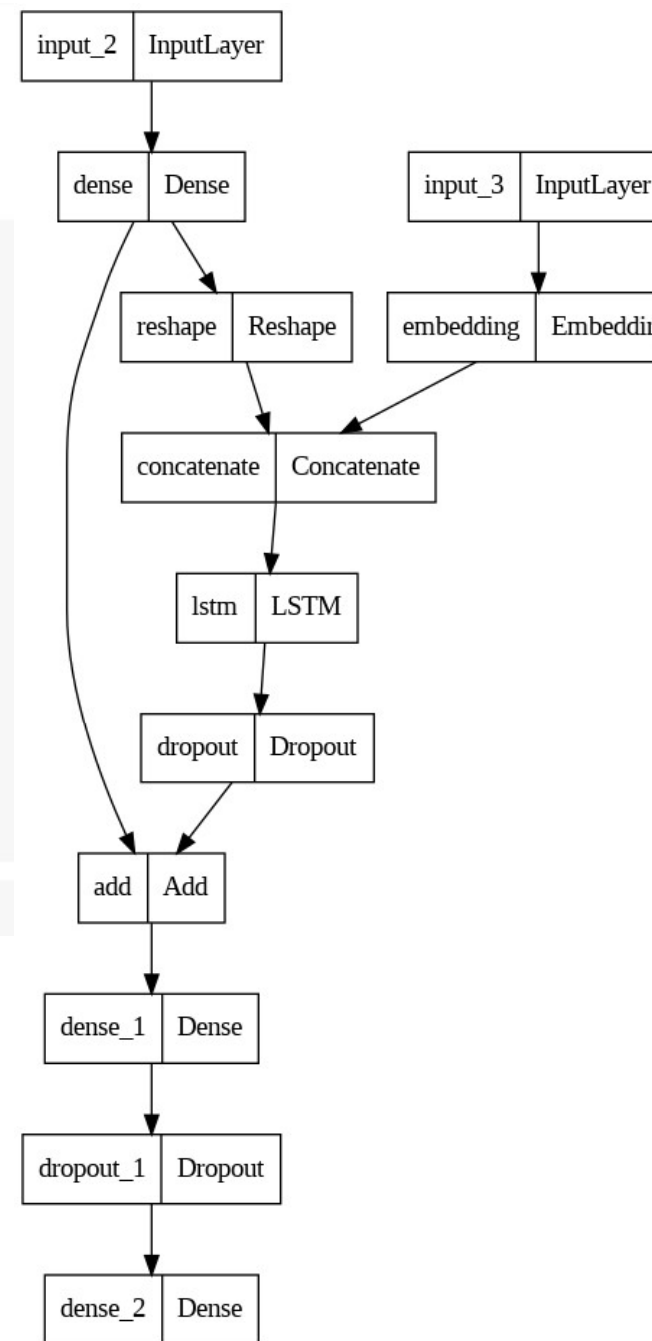 input_2 InputLayer
dense Dense
input_3 InputLayer
reshape Reshape
embedding Embeddin
concatenate Concatenate
lstm LSTM
dropout Dropout
add Add
dense_1 Dense
dropout_1 Dropout
dense_2 Dense